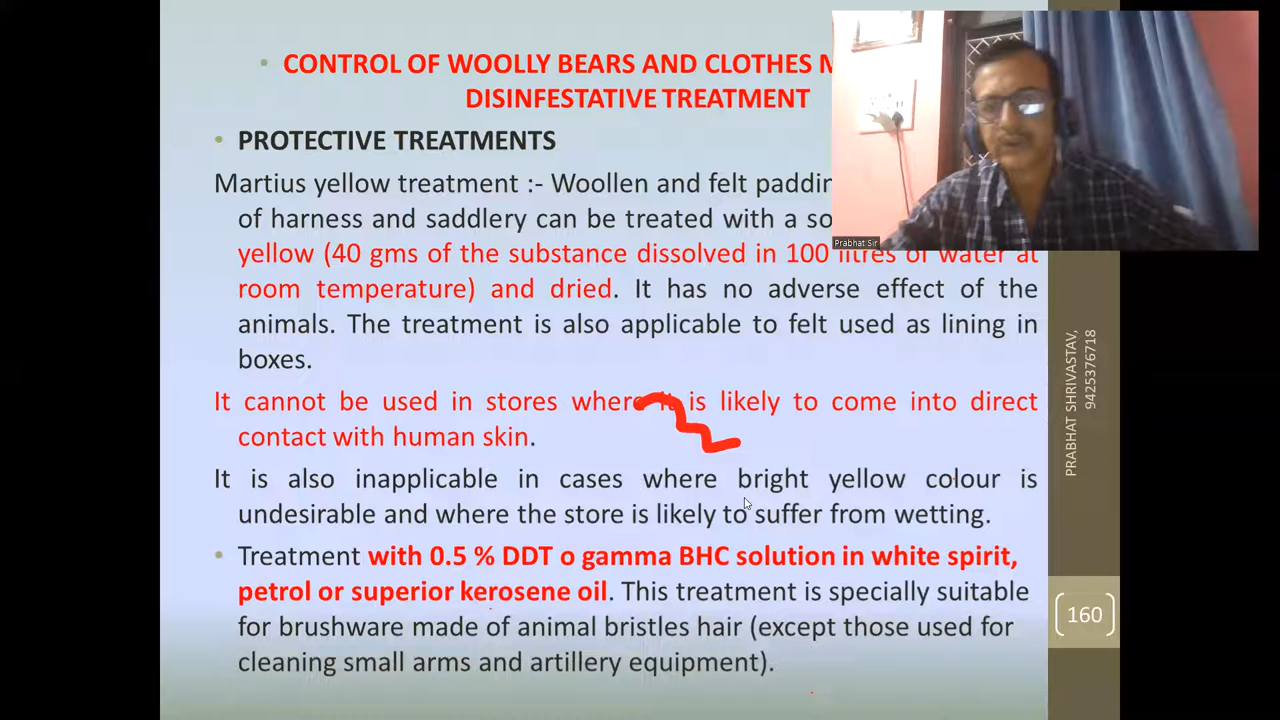 CONTROL OF WOOLLY BEARS AND CLOTHES
DISINFESTATIVE TREATMENT
• PROTECTIVE TREATMENTS
Martius yellow treatment :- Woollen and felt
of harness and saddlery can be treated with a
yellow (40 gms of the substance dissolved in 100 litres of water at
room temperature) and dried. It has no adverse effect of the
animals. The treatment is also applicable to felt used as lining in
boxes.
It cannot be used in stores where it is likely to come into direct
contact with human skin.
It is also inapplicable in cases where bright yellow colour is
undesirable and where the store is likely to suffer from wetting.
• Treatment with 0.5 % DDT o gamma BHC solution in white spirit,
petrol or superior kerosene oil. This treatment is specially suitable
for brushware made of animal bristles hair (except those used for
cleaning small arms and artillery equipment).
Prabhat Sir
PRABHAT SHRIVASTAV,
9425376718
160